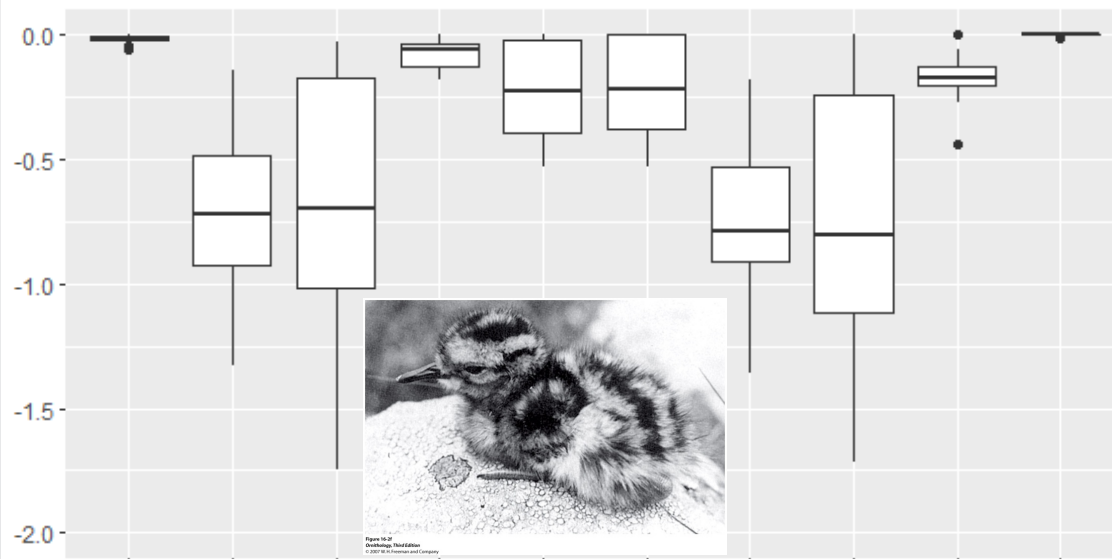 0.0
-0.5
-1.0
-1.5
-2.0
Figure 16-2f
Ornithology, Third Edition
© 2007 W. H. Freeman and Company